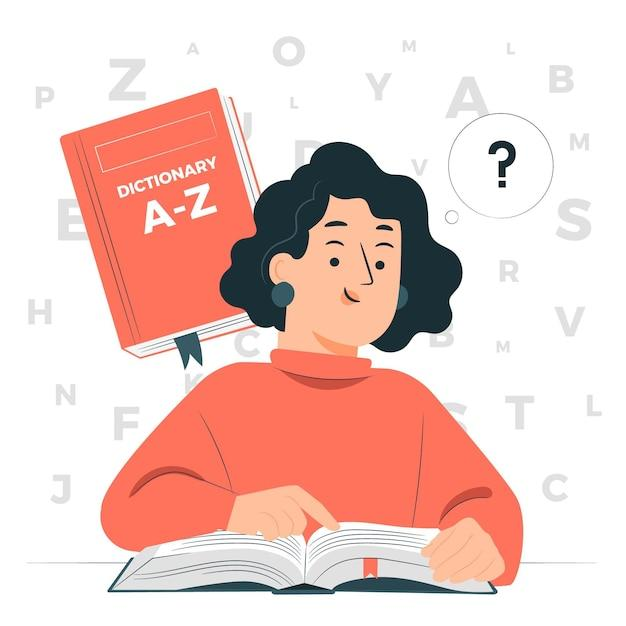 A O M L
P Z L Y A L B
?
V M
DICTIONARY
A-Z
E S
R
H V
C M
N L
F S T
J C